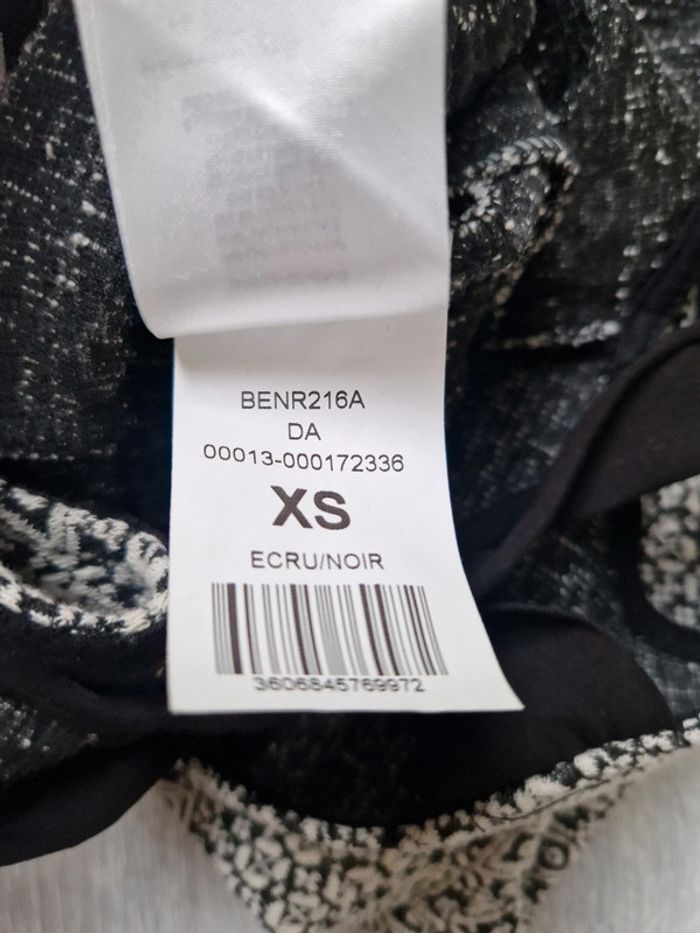 BENR216A
DA
00013-000172336
XS
ECRU/NOIR
3606845769972